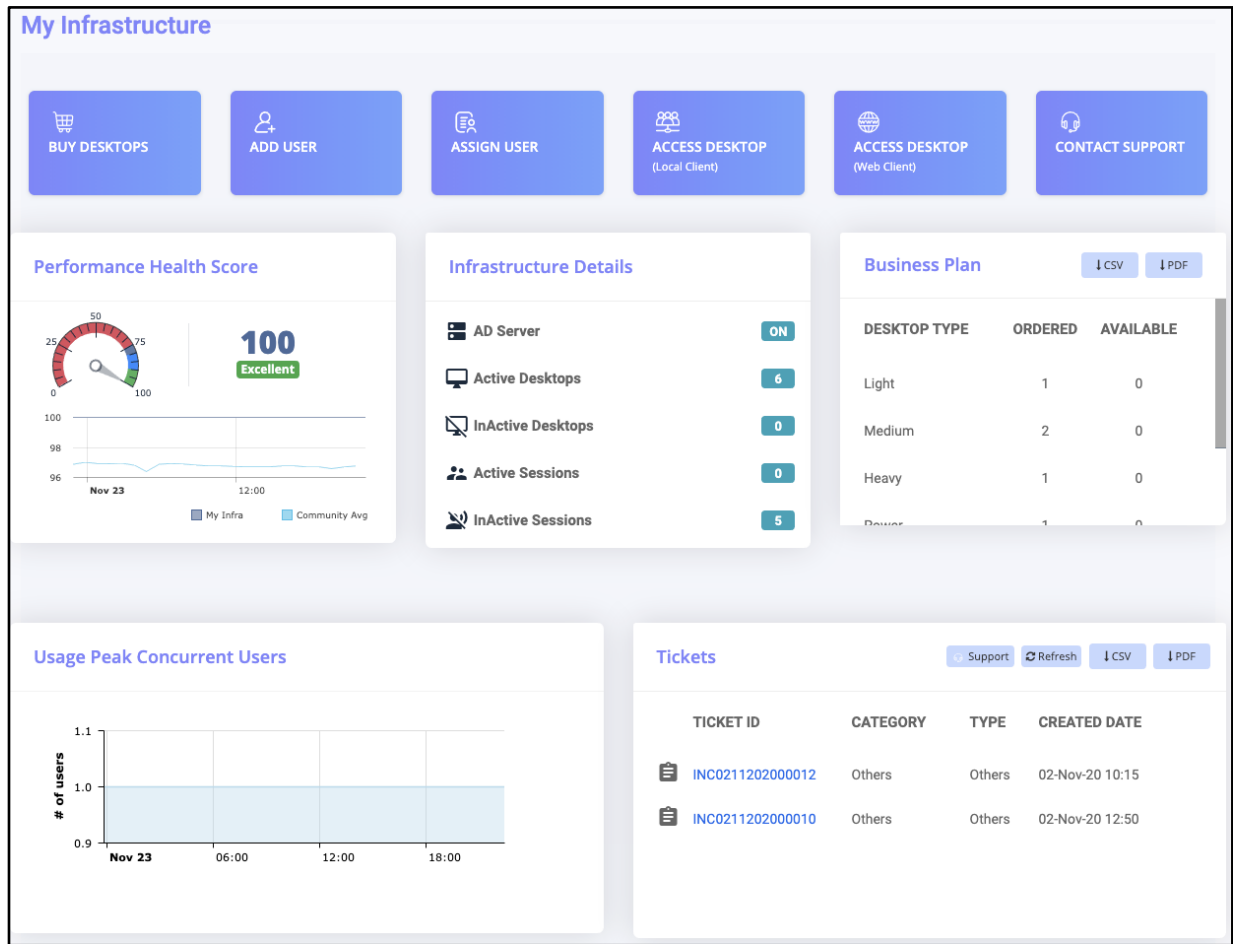 My Infrastructure
BUY DESKTOPS
ADD USER
ASSIGN USER
ACCESS DESKTOP
(Local Client)
ACCESS DESKTOP
(Web Client)
CONTACT SUPPORT
Performance Health Score
0
25
50
75
100
100
Excellent
100
98
96
Nov 23
12:00
My Infra
Community Avg
Infrastructure Details
AD Server ON
Active Desktops 6
InActive Desktops 0
Active Sessions 0
InActive Sessions 5
Business Plan
CSV
PDF
DESKTOP TYPE ORDERED AVAILABLE
Light 1 0
Medium 2 0
Heavy 1 0
Power 1 0
Usage Peak Concurrent Users
# of users
1.1
1.0
0.9
Nov 23 06:00 12:00 18:00
Tickets
Support
Refresh
CSV
PDF
TICKET ID CATEGORY TYPE CREATED DATE
INC0211202000012 Others Others 02-Nov-20 10:15
INC0211202000010 Others Others 02-Nov-20 12:50